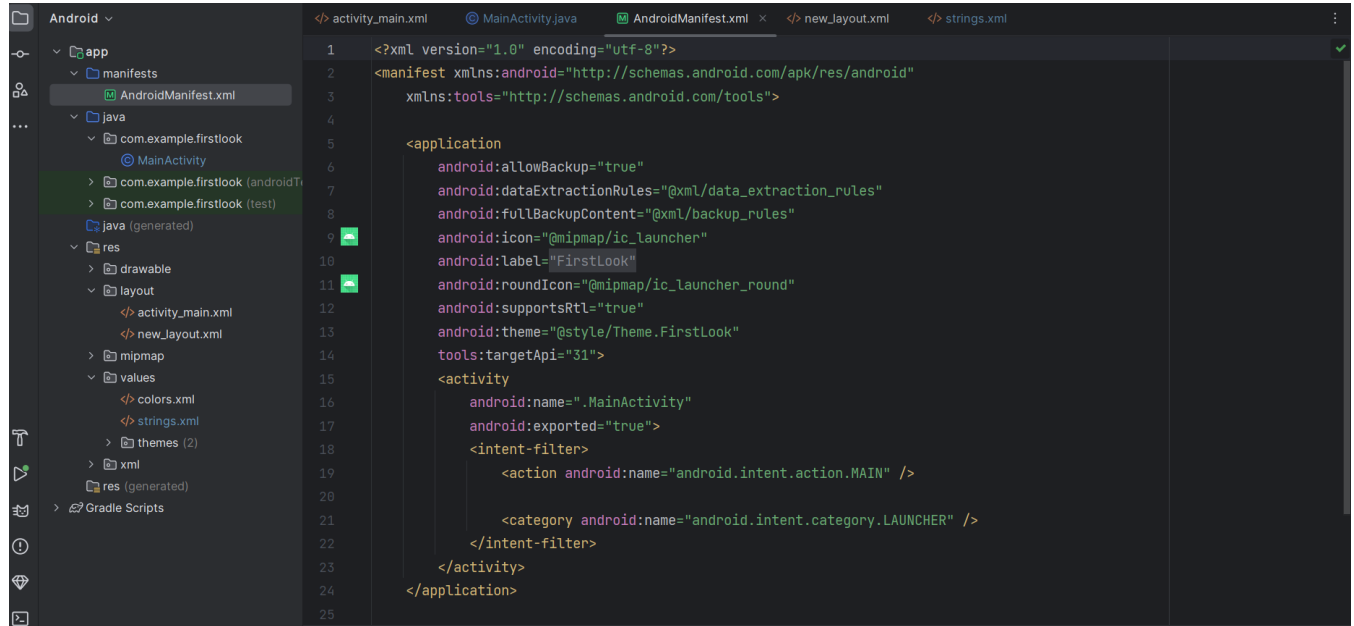 Android
activity_main.xml
MainActivity.java
AndroidManifest.xml
new_layout.xml
strings.xml
app
manifests
AndroidManifest.xml
java
com.example.firstlook
MainActivity
com.example.firstlook (androidT
com.example.firstlook (test)
java (generated)
res
drawable
layout
activity_main.xml
new_layout.xml
mipmap
values
colors.xml
strings.xml
themes (2)
xml
res (generated)
Gradle Scripts
1 <?xml version="1.0" encoding="utf-8"?>
2 <manifest xmlns:android="http://schemas.android.com/apk/res/android"
3 xmlns:tools="http://schemas.android.com/tools">
4
5 <application
6 android:allowBackup="true"
7 android:dataExtractionRules="@xml/data_extraction_rules"
8 android:fullBackupContent="@xml/backup_rules"
9 android:icon="@mipmap/ic_launcher"
10 android:label="FirstLook"
11 android:roundIcon="@mipmap/ic_launcher_round"
12 android:supportsRtl="true"
13 android:theme="@style/Theme.FirstLook"
14 tools:targetApi="31">
15 <activity
16 android:name=".MainActivity"
17 android:exported="true">
18 <intent-filter>
19 <action android:name="android.intent.action.MAIN" />
20
21 <category android:name="android.intent.category.LAUNCHER" />
22 </intent-filter>
23 </activity>
24 </application>
25